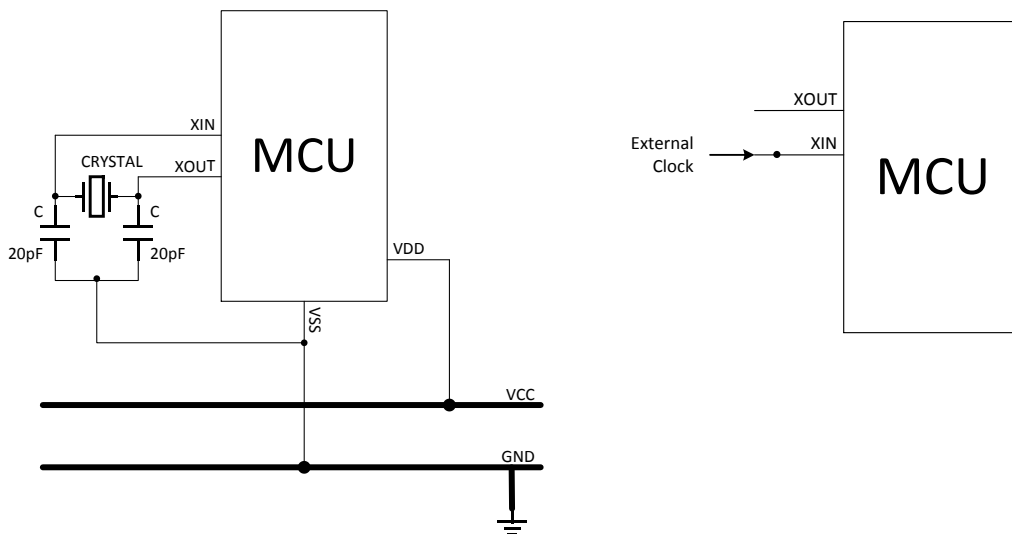 XIN
CRYSTAL
XOUT
C
C
20pF
20pF
MCU
VDD
VSS
VCC
GND
XOUT
External
Clock
XIN
MCU